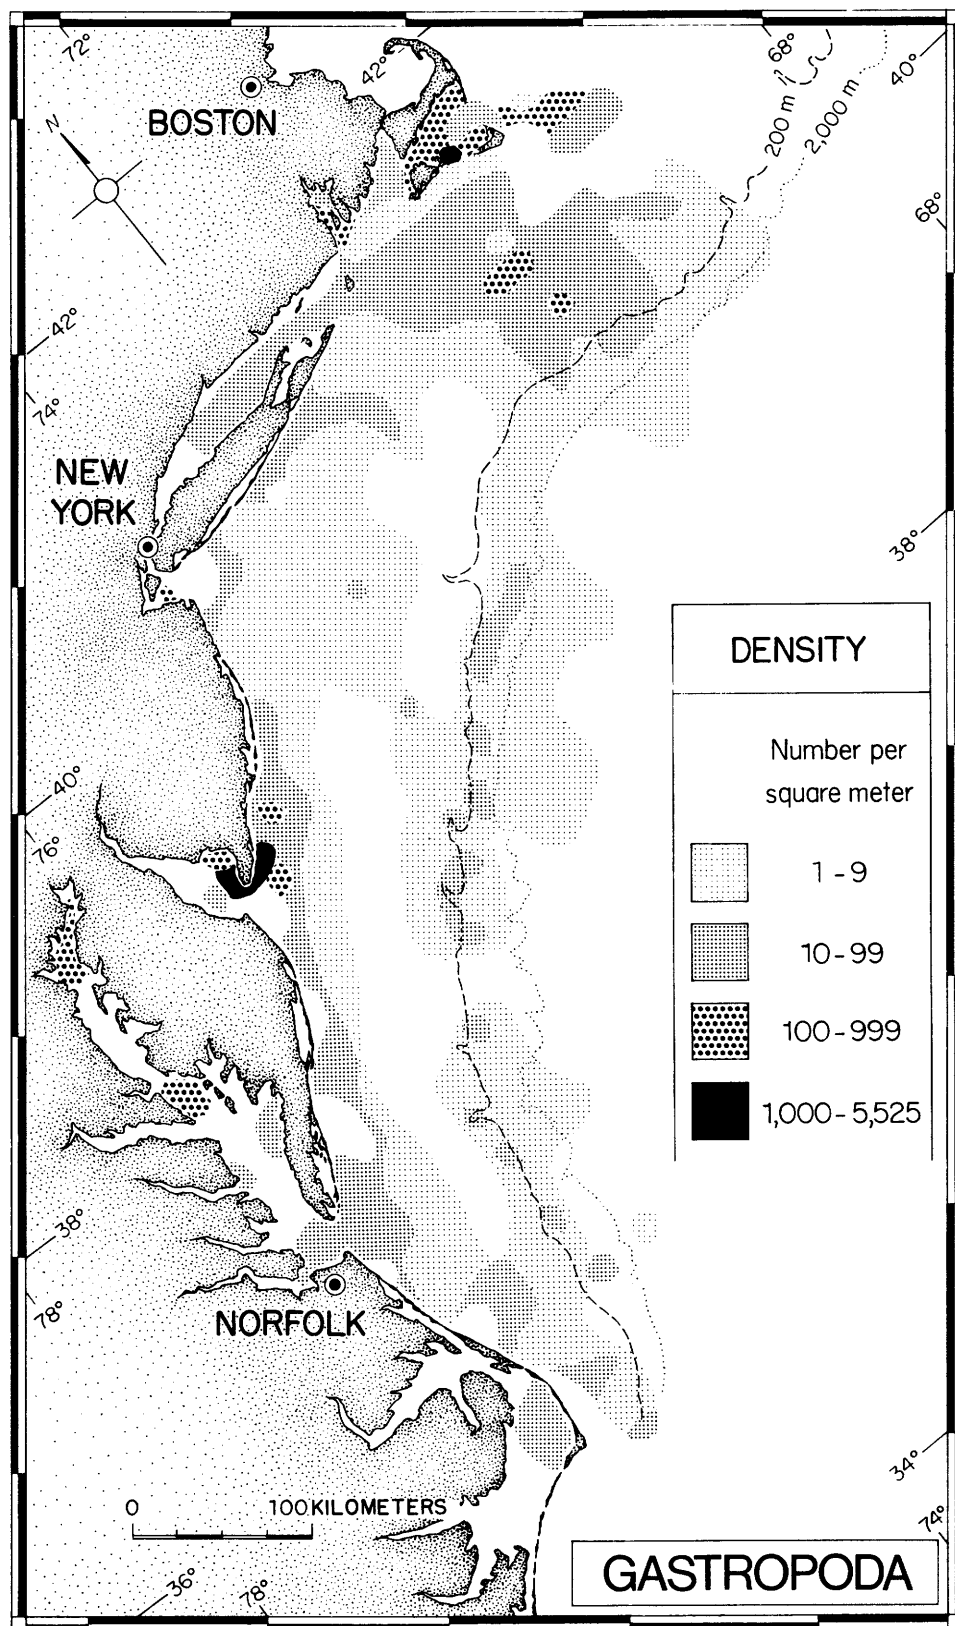 72°
42°
68°
40°
200 m
2,000 m
BOSTON
N
68°
42°
74°
NEW
YORK
38°
DENSITY
Number per
square meter
1-9
10-99
100-999
1,000-5,525
40°
76°
38°
78°
NORFOLK
34°
74°
0 100 KILOMETERS
36°
78°
GASTROPODA